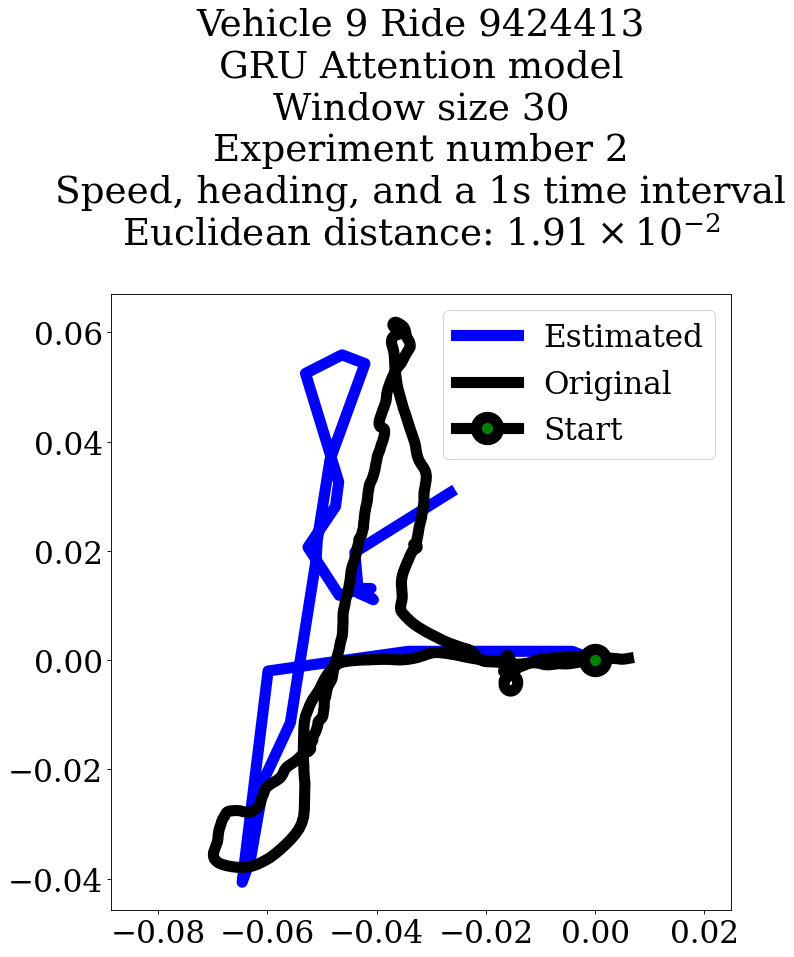 Vehicle 9 Ride 9424413
GRU Attention model
Window size 30
Experiment number 2
Speed, heading, and a 1s time interval
Euclidean distance: 1.91 × 10⁻²
Estimated
Original
Start
0.06
0.04
0.02
0.00
−0.02
−0.04
−0.08 −0.06 −0.04 −0.02 0.00 0.02